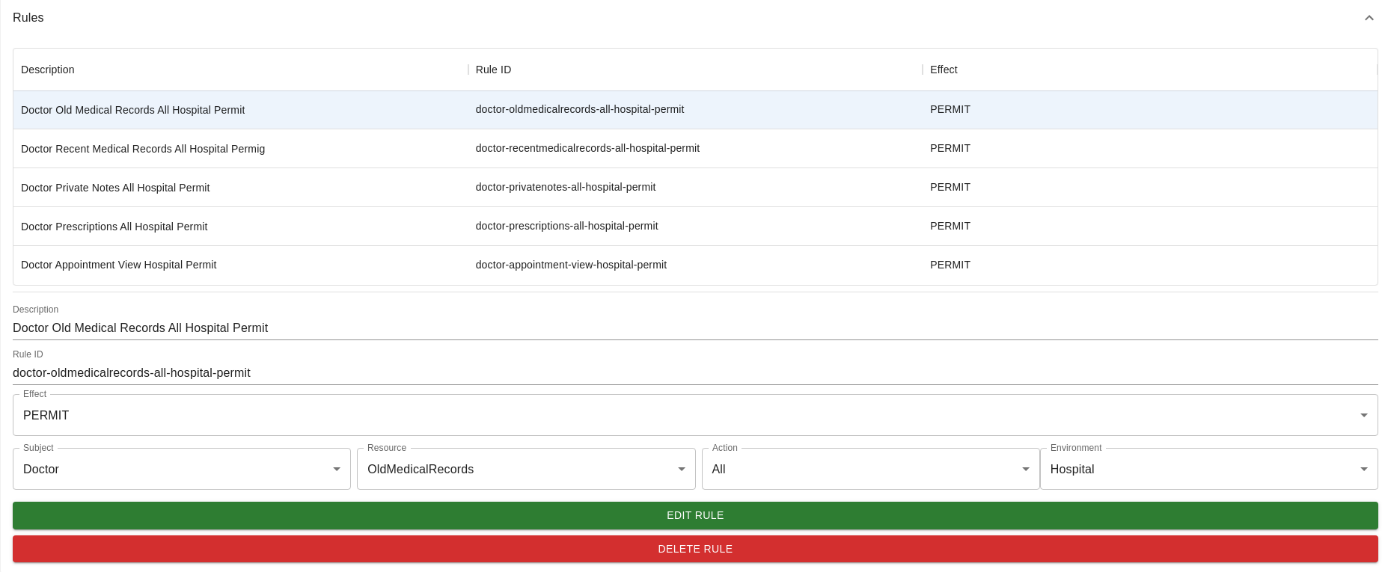 Rules
Description Rule ID Effect
Doctor Old Medical Records All Hospital Permit doctor-oldmedicalrecords-all-hospital-permit PERMIT
Doctor Recent Medical Records All Hospital Permig doctor-recentmedicalrecords-all-hospital-permit PERMIT
Doctor Private Notes All Hospital Permit doctor-privatenotes-all-hospital-permit PERMIT
Doctor Prescriptions All Hospital Permit doctor-prescriptions-all-hospital-permit PERMIT
Doctor Appointment View Hospital Permit doctor-appointment-view-hospital-permit PERMIT
Description
Doctor Old Medical Records All Hospital Permit
Rule ID
doctor-oldmedicalrecords-all-hospital-permit
Effect
PERMIT
Subject Resource Action Environment
Doctor OldMedicalRecords All Hospital
EDIT RULE
DELETE RULE